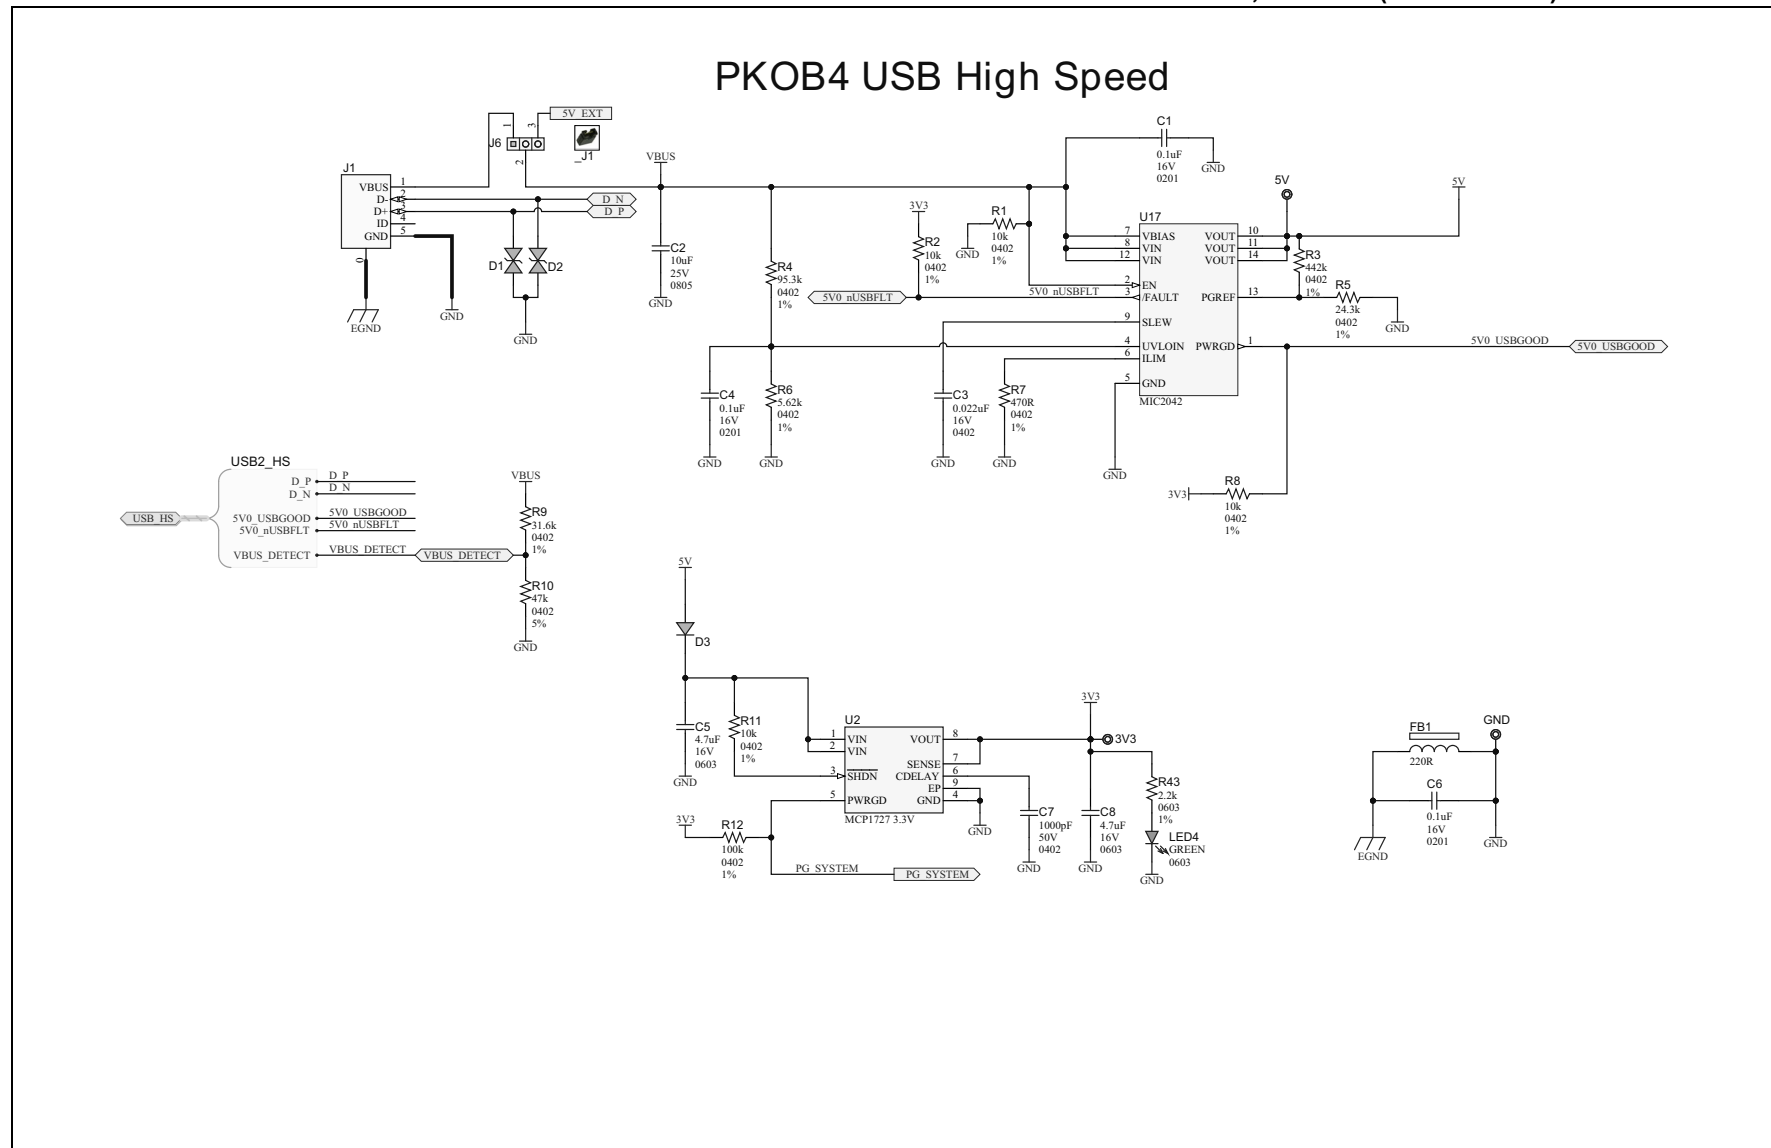 PKOB4 USB High Speed
5V_EXT
1
3
J6
2
_J1
J1
VBUS 1
D- 2
D+ 3
ID 4
GND 5
0
EGND
GND
D1
D2
GND
D_N
D_P
VBUS
C2
10uF
25V
0805
GND
R4
95.3k
0402
1%
C4
0.1uF
16V
0201
GND
R6
5.62k
0402
1%
GND
3V3
R2
10k
0402
1%
5V0_nUSBFLT
5V0_nUSBFLT
R1
10k
0402
1%
GND
C1
0.1uF
16V
0201
GND
C3
0.022uF
16V
0402
GND
R7
470R
0402
1%
GND
GND
U17
7 VBIAS VOUT 10
8 VIN VOUT 11
12 VIN VOUT 14
2 EN
3 /FAULT PGREF 13
9 SLEW
4 UVLOIN PWRGD 1
6 ILIM
5 GND
MIC2042
5V
5V
R3
442k
0402
1%
R5
24.3k
0402
1%
GND
5V0_USBGOOD
5V0_USBGOOD
3V3
R8
10k
0402
1%
USB2_HS
USB_HS
D_P D_P
D_N D_N
5V0_USBGOOD 5V0_USBGOOD
5V0_nUSBFLT 5V0_nUSBFLT
VBUS_DETECT VBUS_DETECT
VBUS_DETECT
VBUS
R9
31.6k
0402
1%
R10
47k
0402
5%
GND
5V
D3
C5
4.7uF
16V
0603
GND
R11
10k
0402
1%
U2
1 VIN VOUT 8
2 VIN
SENSE 7
3 SHDN CDELAY 6
EP 9
5 PWRGD GND 4
MCP1727 3.3V
GND
3V3
R12
100k
0402
1%
PG_SYSTEM
PG_SYSTEM
C7
1000pF
50V
0402
GND
3V3
3V3
C8
4.7uF
16V
0603
GND
R43
2.2k
0603
1%
LED4
GREEN
0603
GND
FB1
220R
GND
C6
0.1uF
16V
0201
EGND
GND